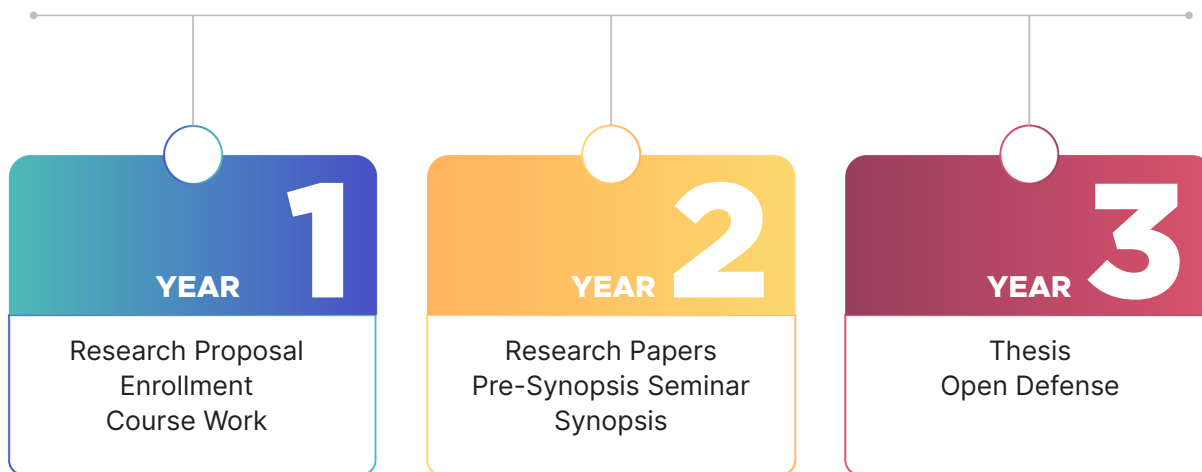 YEAR 1
Research Proposal
Enrollment
Course Work
YEAR 2
Research Papers
Pre-Synopsis Seminar
Synopsis
YEAR 3
Thesis
Open Defense